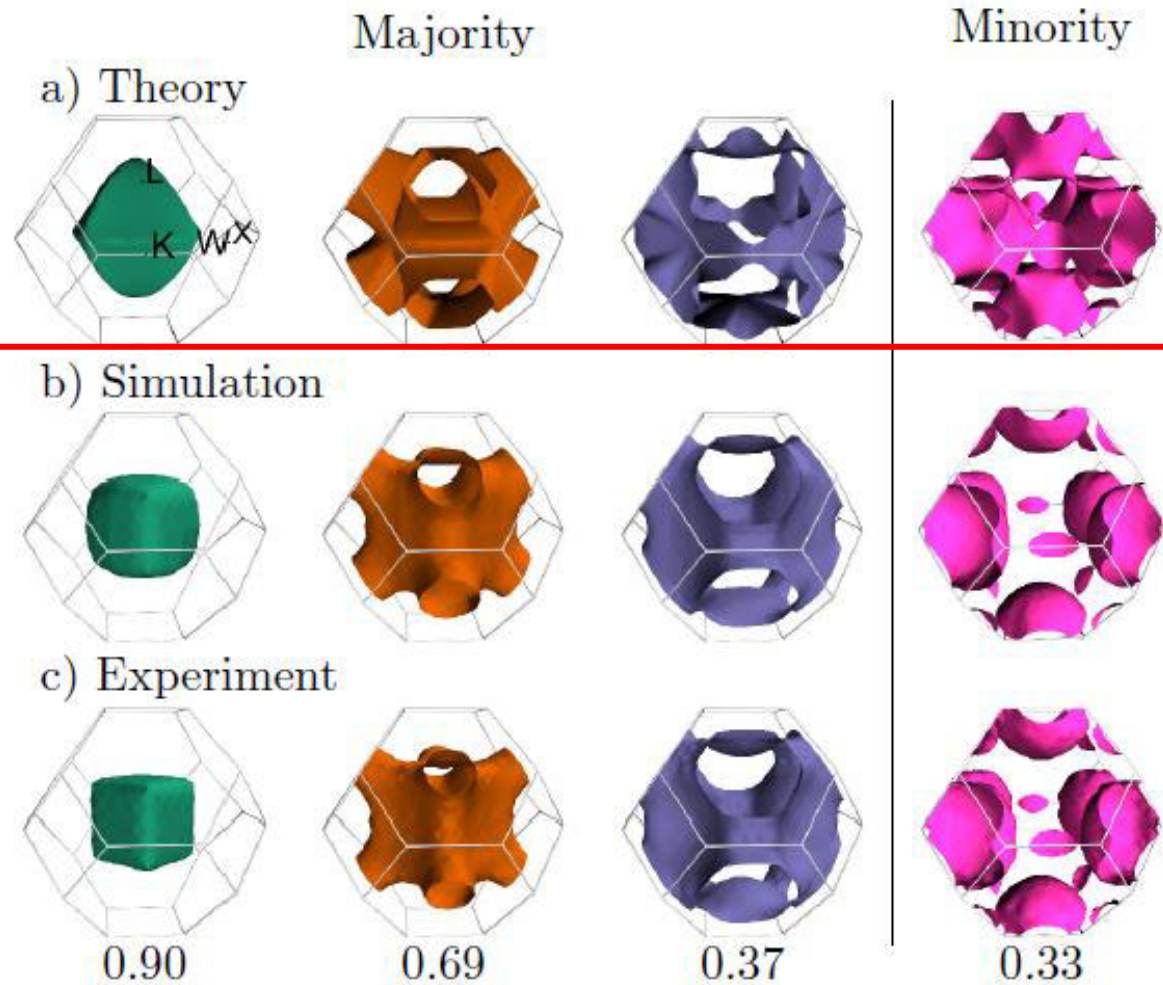 Majority
Minority
a) Theory
L
K
W
X
b) Simulation
c) Experiment
0.90
0.69
0.37
0.33